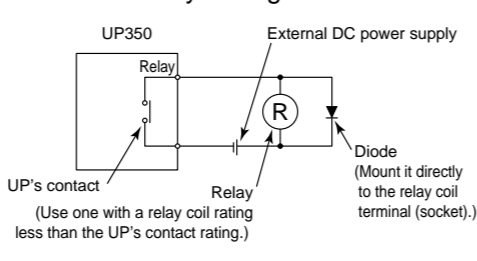 UP350
External DC power supply
Relay
R
Diode
(Mount it directly
to the relay coil
terminal (socket).)
UP's contact
Relay
(Use one with a relay coil rating
less than the UP's contact rating.)